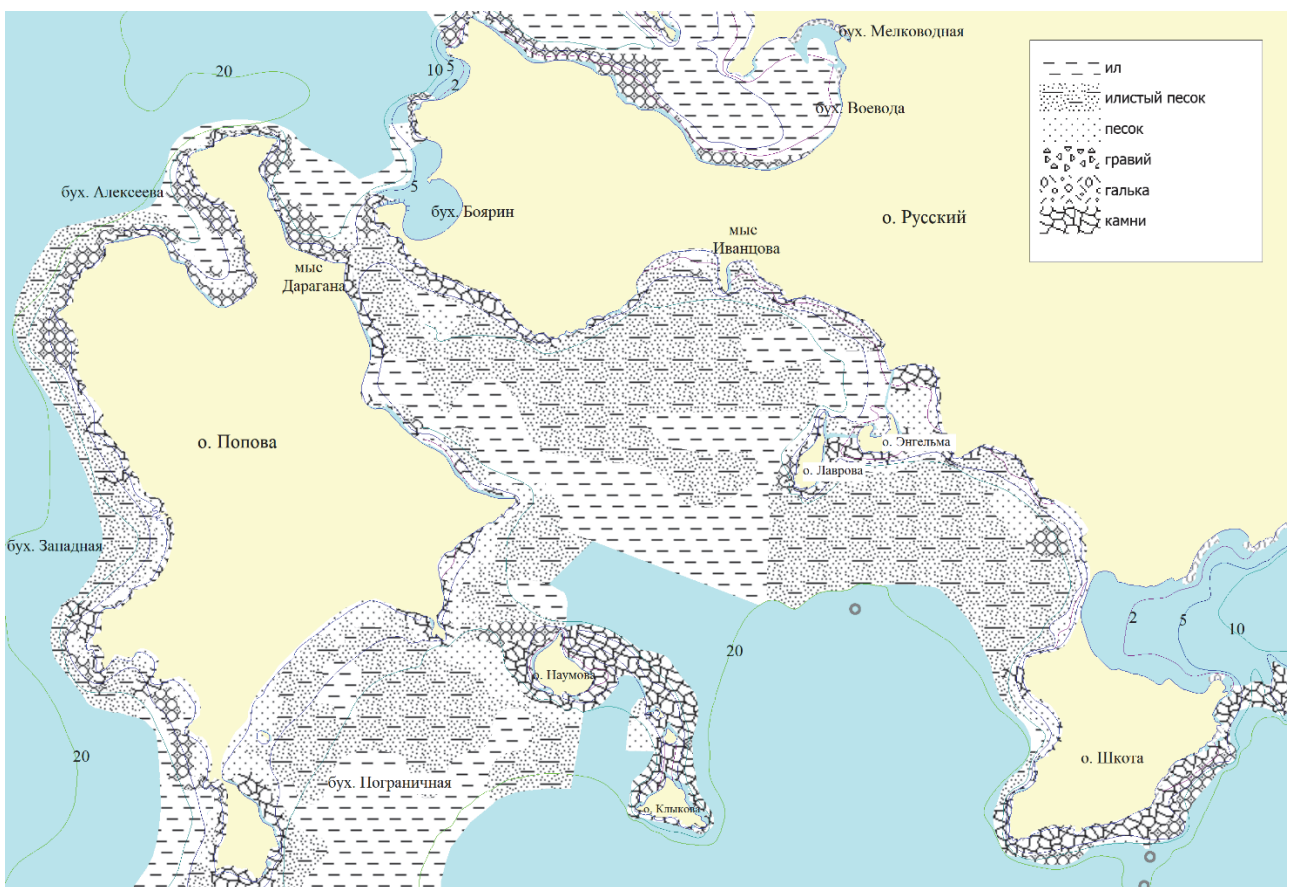 бух. Мелководная
20
10
5
2
бух. Воевода
ил
илистый песок
песок
гравий
галька
камни
бух. Алексеева
5
бух. Боярин
о. Русский
мыс
Иванцова
мыс
Дарагана
о. Попова
о. Энгельма
о. Лаврова
бух. Западная
2
5
10
20
о. Наумова
20
бух. Пограничная
о. Шкота
о. Клыкова